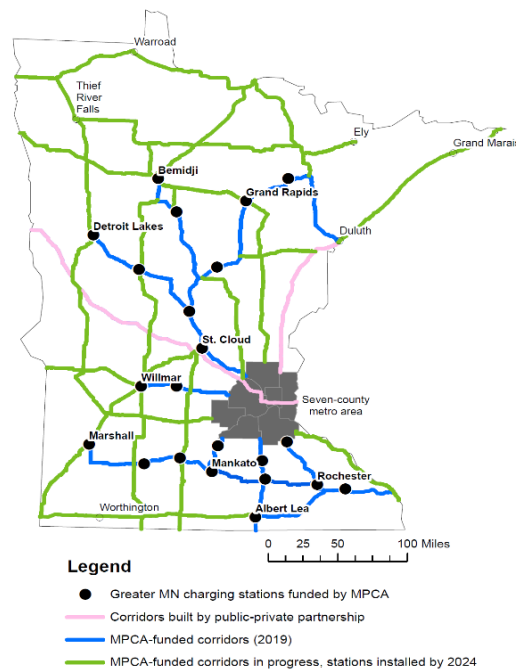 Warroad
Thief
River
Falls
Ely
Grand Marais
Bemidji
Grand Rapids
Detroit Lakes
Duluth
St. Cloud
Willmar
Seven-county
metro area
Marshall
Mankato
Rochester
Worthington
Albert Lea
0 25 50 100 Miles
Legend
Greater MN charging stations funded by MPCA
Corridors built by public-private partnership
MPCA-funded corridors (2019)
MPCA-funded corridors in progress, stations installed by 2024